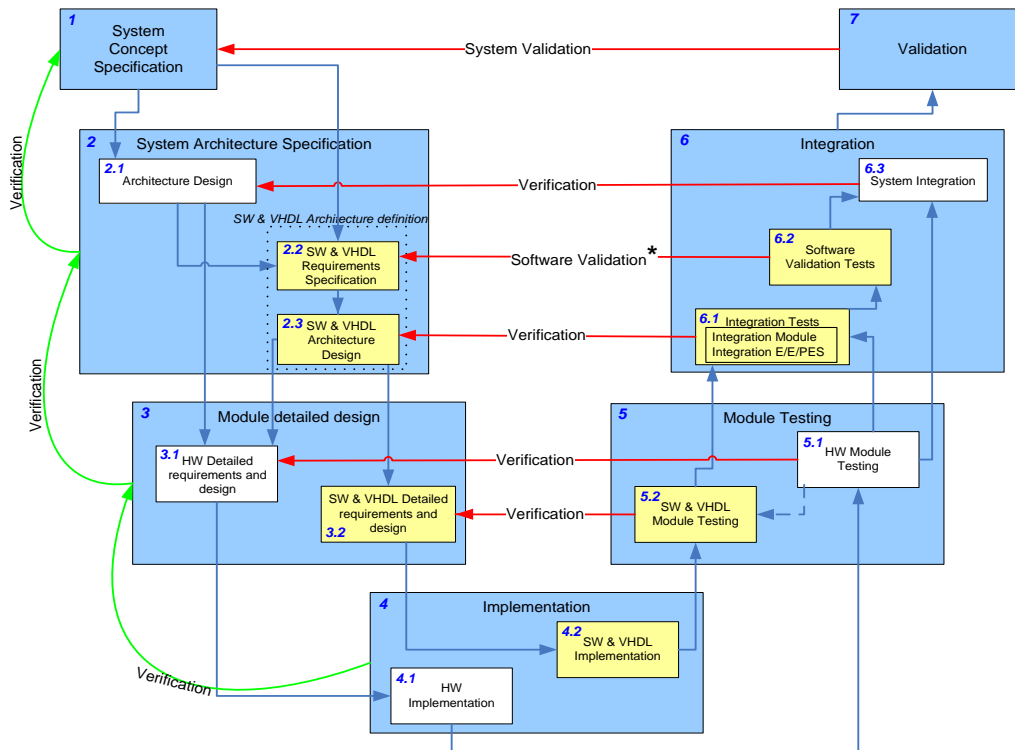 1
System
Concept
Specification
System Validation
7
Validation
Verification
2
System Architecture Specification
2.1
Architecture Design
Verification
6
Integration
6.3
System Integration
SW & VHDL Architecture definition
2.2
SW & VHDL
Requirements
Specification
Software Validation*
6.2
Software
Validation Tests
2.3
SW & VHDL
Architecture
Design
Verification
6.1
Integration Tests
Integration Module
Integration E/E/PES
Verification
3
Module detailed design
3.1
HW Detailed
requirements and
design
Verification
5
Module Testing
5.1
HW Module
Testing
SW & VHDL Detailed
requirements and
design
3.2
Verification
5.2
SW & VHDL
Module Testing
4
Implementation
4.2
SW & VHDL
Implementation
4.1
HW
Implementation
Verification